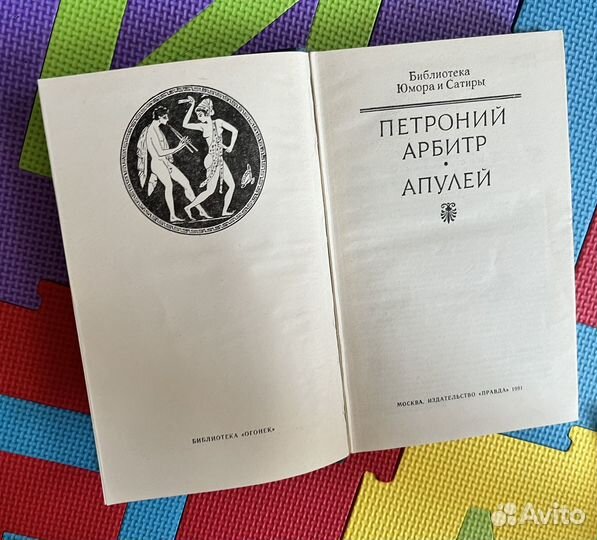 БИБЛИОТЕКА «ОГОНЕК»
Библиотека
Юмора и Сатиры
ПЕТРОНИЙ
АРБИТР
•
АПУЛЕЙ
МОСКВА. ИЗДАТЕЛЬСТВО «ПРАВДА» 1991
Avito